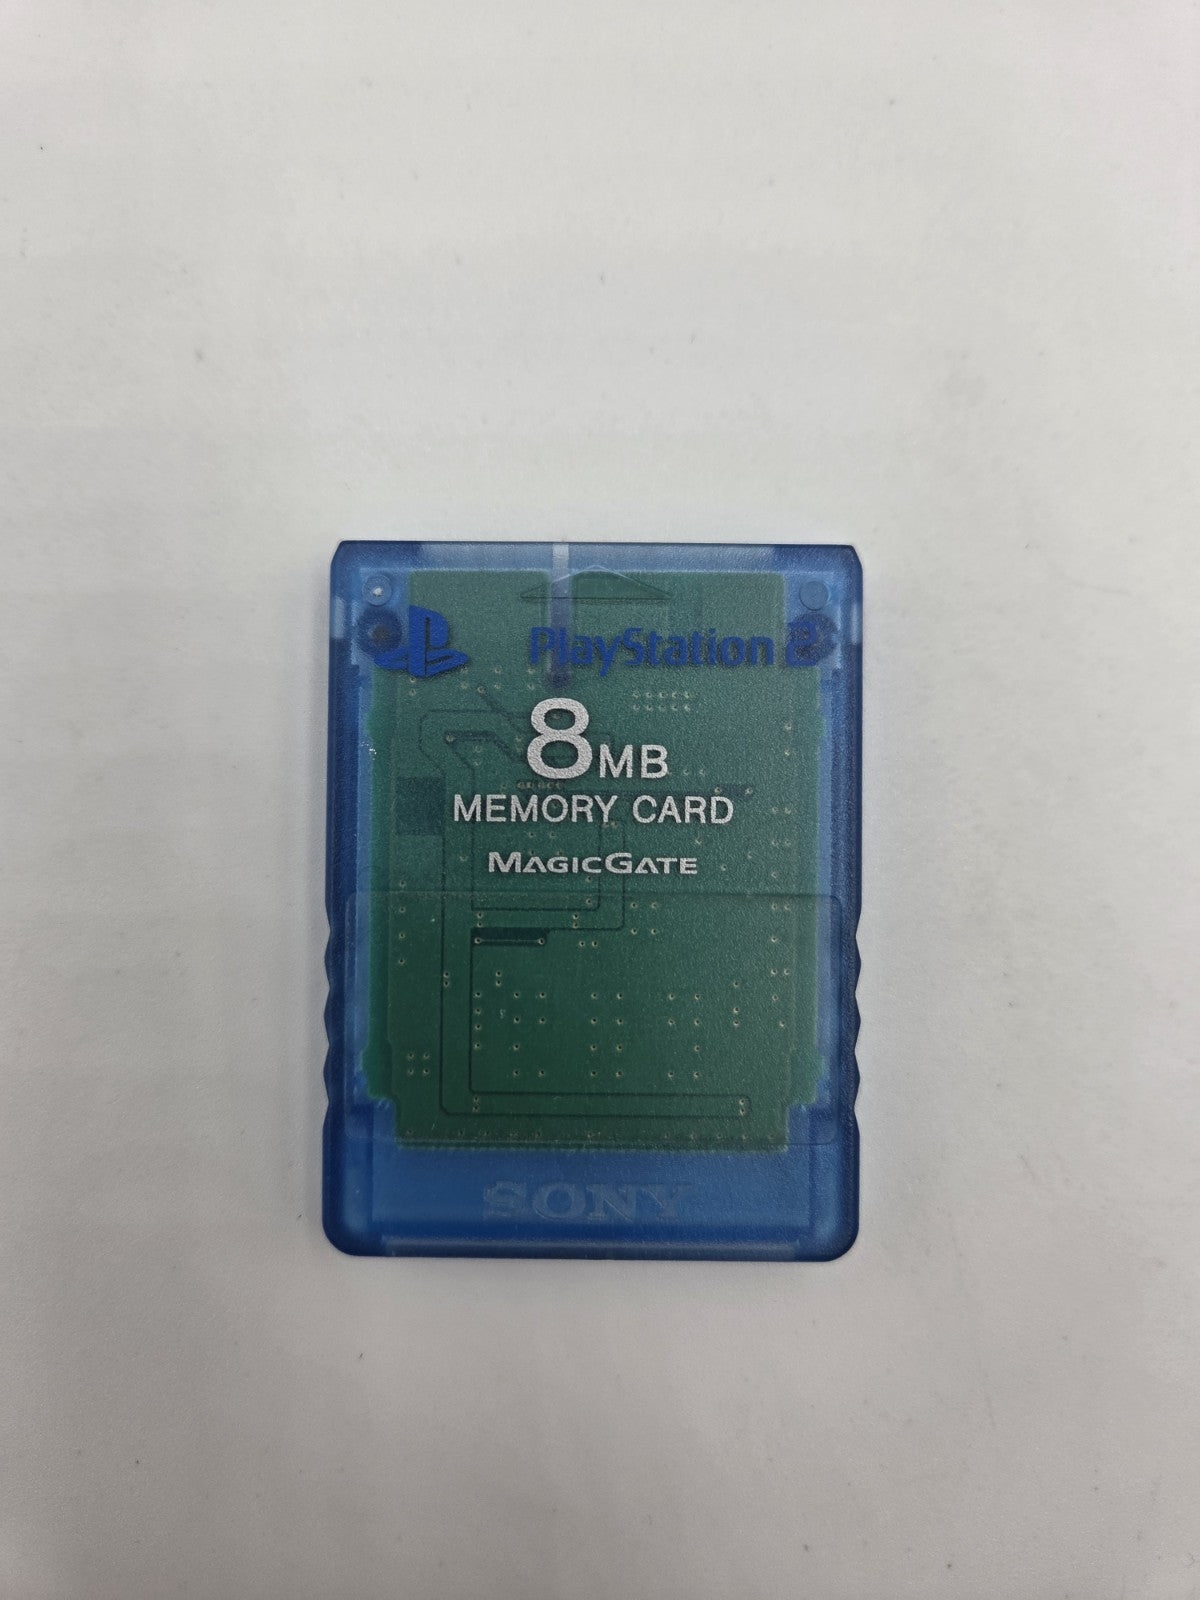 PlayStation 2
8MB
MEMORY CARD
MAGICGATE
SONY